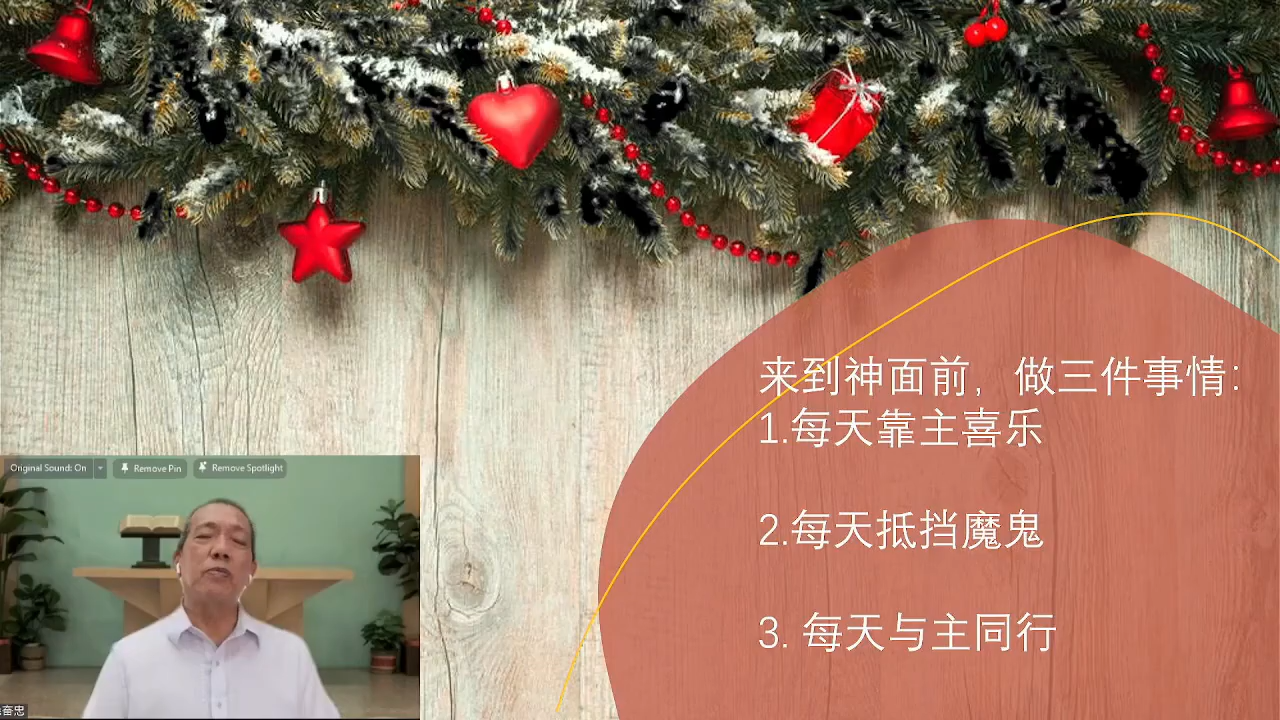 来到神面前，做三件事情:
1.每天靠主喜乐
2.每天抵挡魔鬼
3. 每天与主同行
Original Sound: On
Remove Pin
Remove Spotlight
奋忠